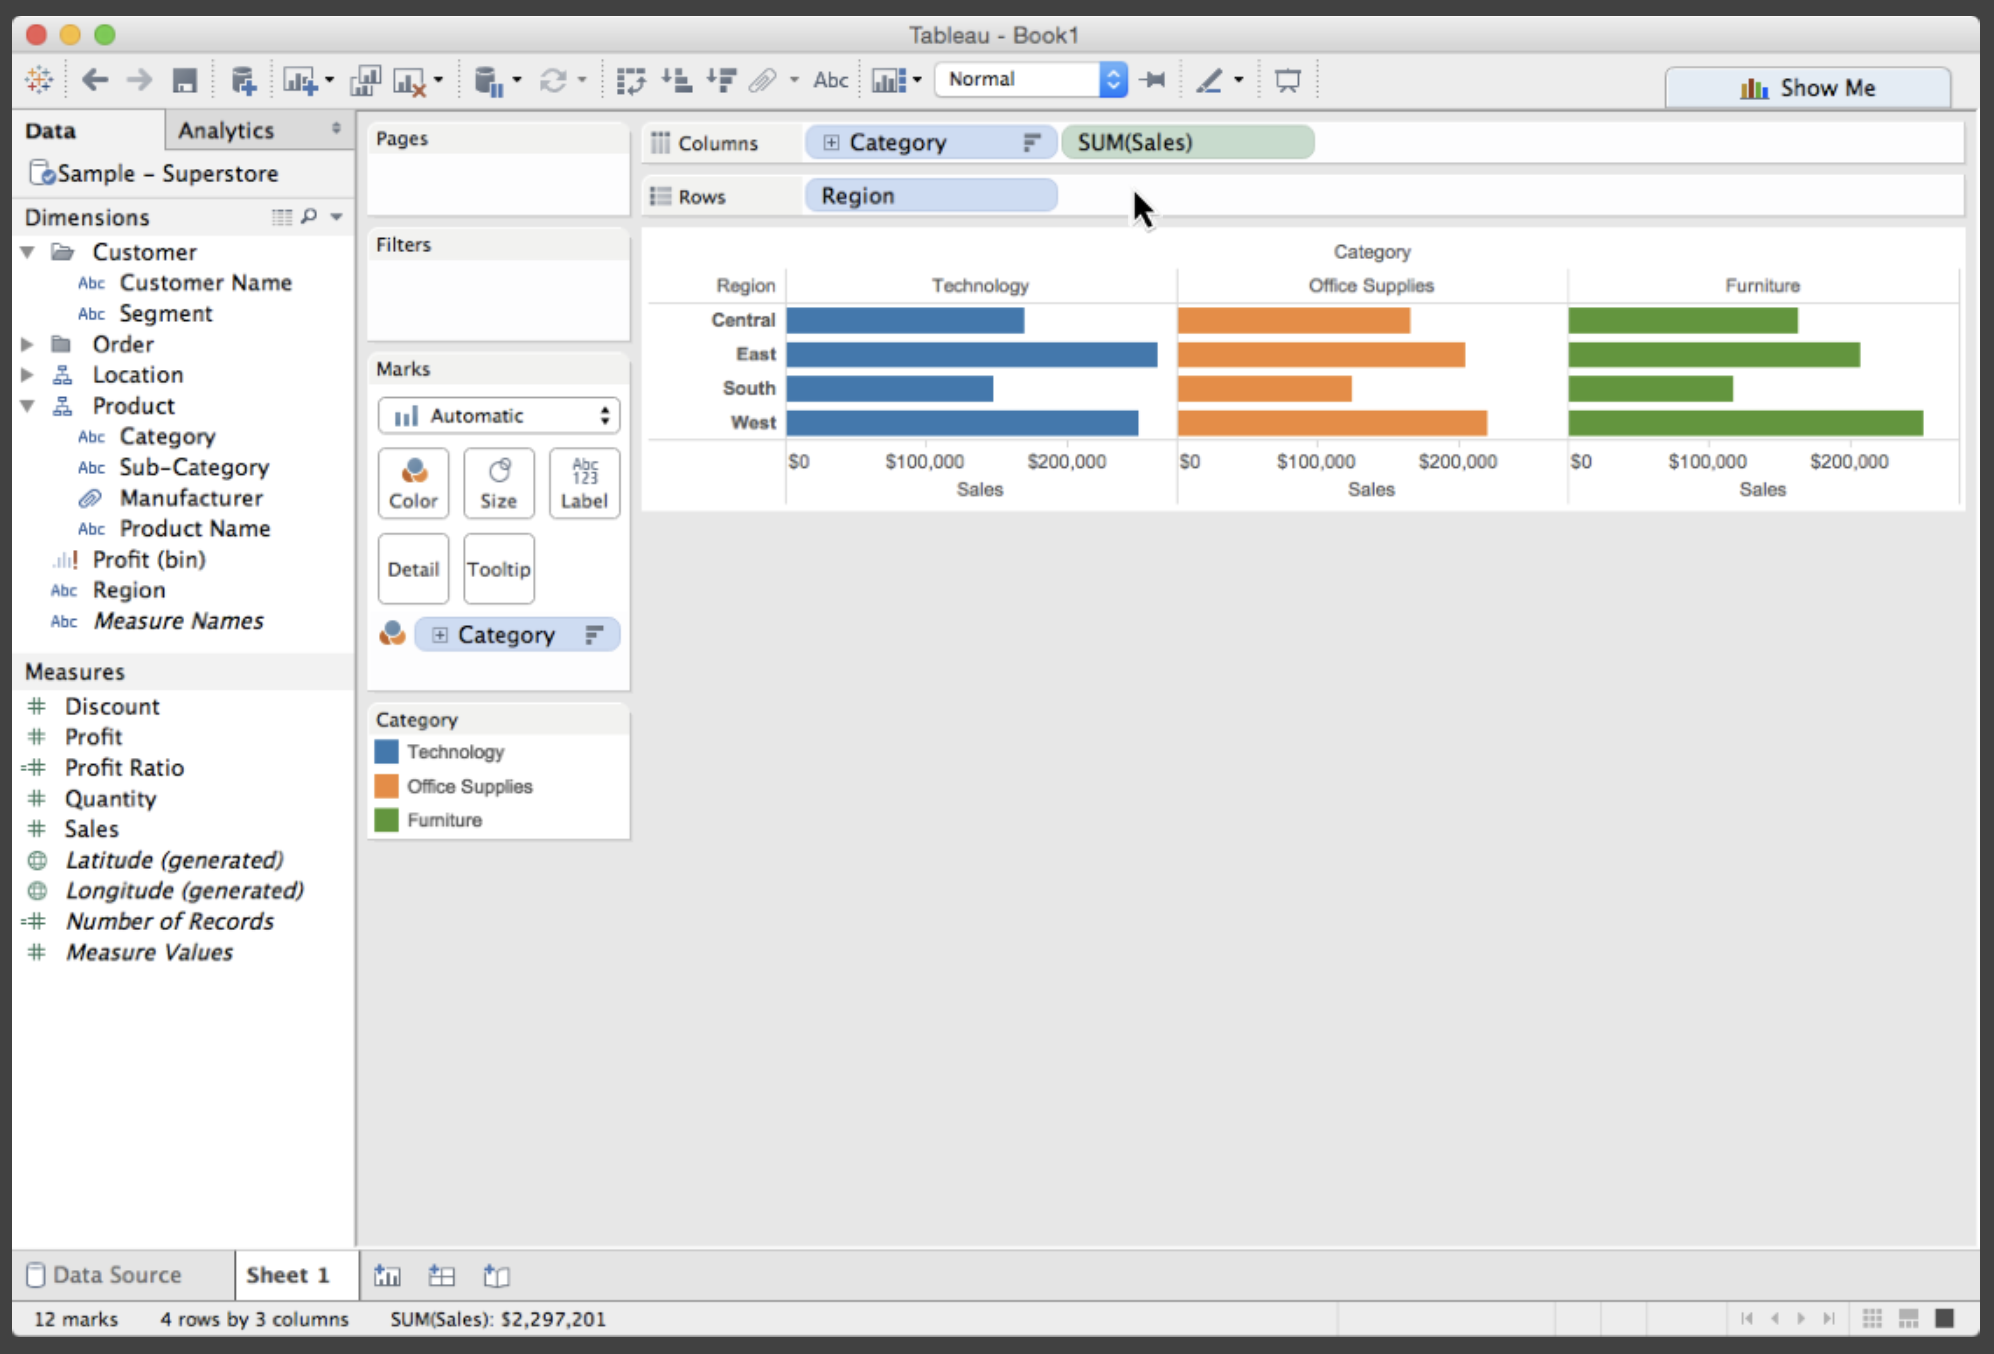 Tableau - Book1
Abc
Normal
Show Me
Data
Analytics
Sample - Superstore
Dimensions
Customer
Abc Customer Name
Abc Segment
Order
Location
Product
Abc Category
Abc Sub-Category
Manufacturer
Abc Product Name
Profit (bin)
Abc Region
Abc Measure Names
Measures
# Discount
# Profit
=# Profit Ratio
# Quantity
# Sales
Latitude (generated)
Longitude (generated)
=# Number of Records
# Measure Values
Pages
Filters
Marks
Automatic
Color
Size
Abc
123
Label
Detail
Tooltip
Category
Category
Technology
Office Supplies
Furniture
Columns
Category
SUM(Sales)
Rows
Region
Category
Region Technology Office Supplies Furniture
Central
East
South
West
$0 $100,000 $200,000 $0 $100,000 $200,000 $0 $100,000 $200,000
Sales Sales Sales
Data Source
Sheet 1
12 marks 4 rows by 3 columns SUM(Sales): $2,297,201